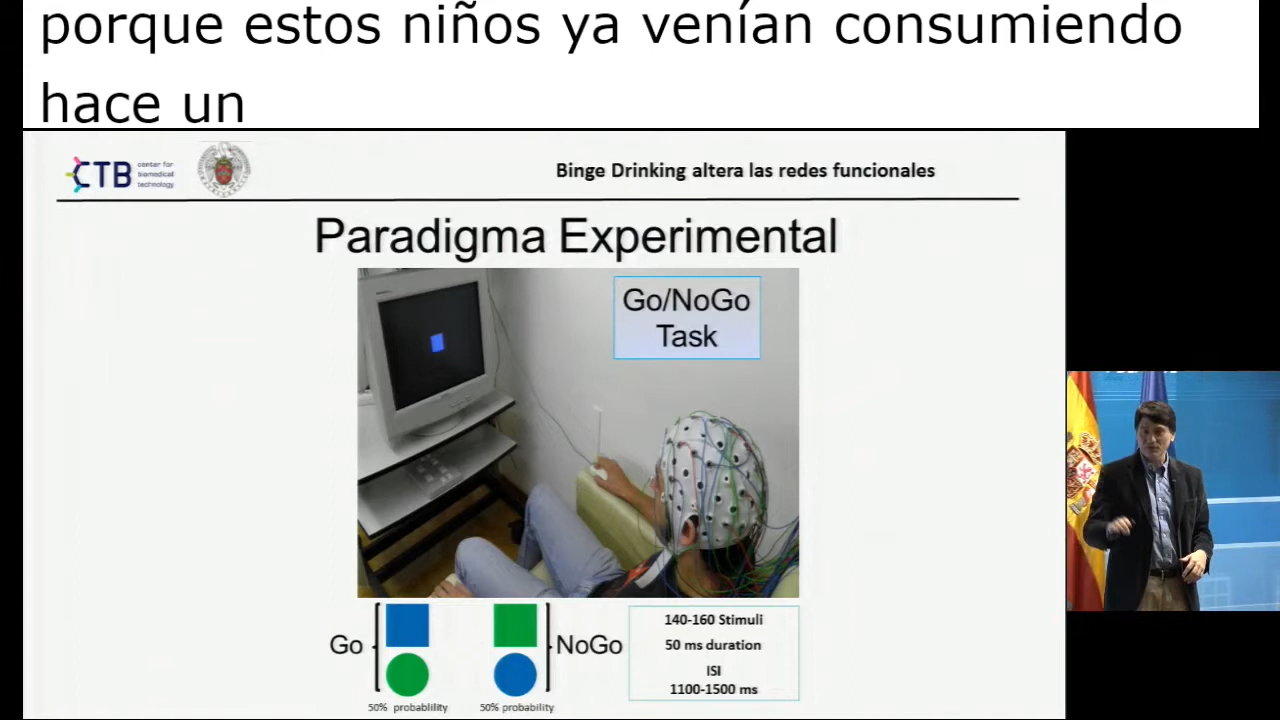 porque estos niños ya venían consumiendo
hace un
CTB
center for
biomedical
technology
Binge Drinking altera las redes funcionales
Paradigma Experimental
Go/NoGo
Task
Go
NoGo
50% probablility
50% probability
140-160 Stimuli
50 ms duration
ISI
1100-1500 ms